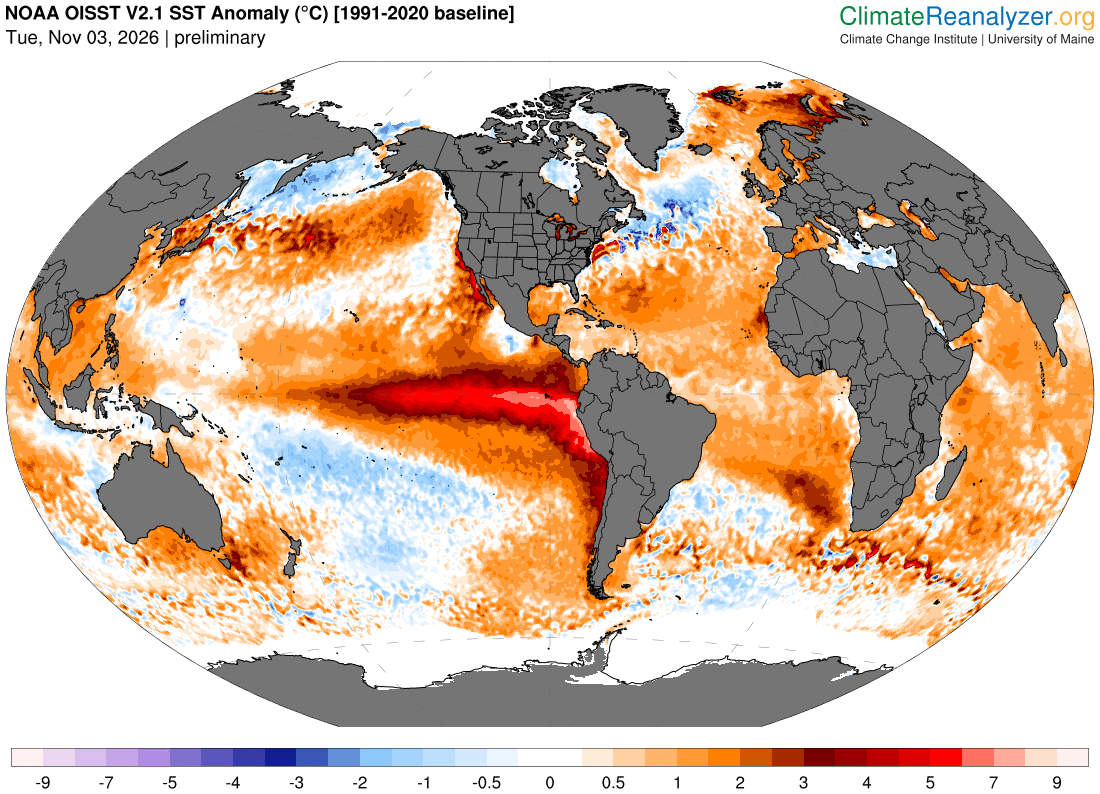 NOAA OISST V2.1 SST Anomaly (°C) [1991-2020 baseline]
ClimateReanalyzer.org
Tue, Nov 03, 2026 | preliminary
Climate Change Institute | University of Maine
-9 -7 -5 -4 -3 -2 -1 -0.5 0 0.5 1 2 3 4 5 7 9